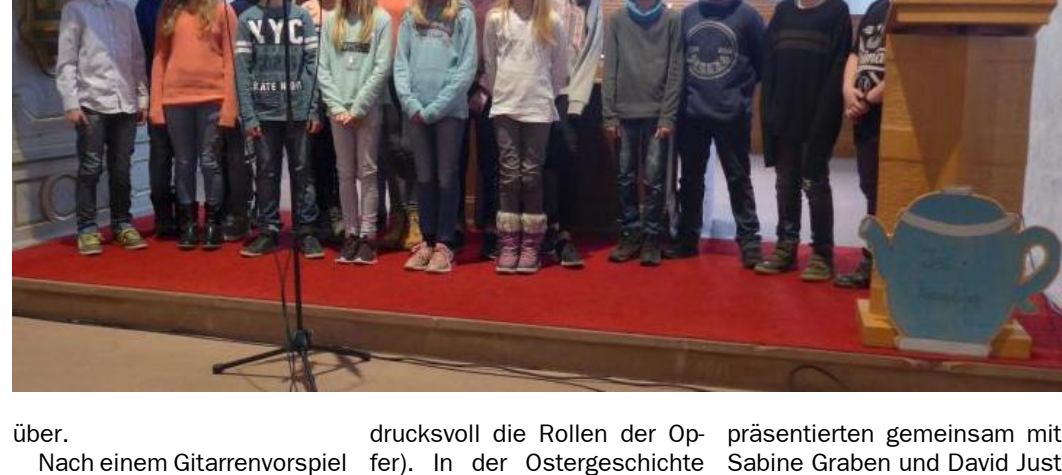 YYC
über.
Nach einem Gitarrenvorspiel
drucksvoll die Rollen der Op-
fer). In der Ostergeschichte
präsentierten gemeinsam mit
Sabine Graben und David Just